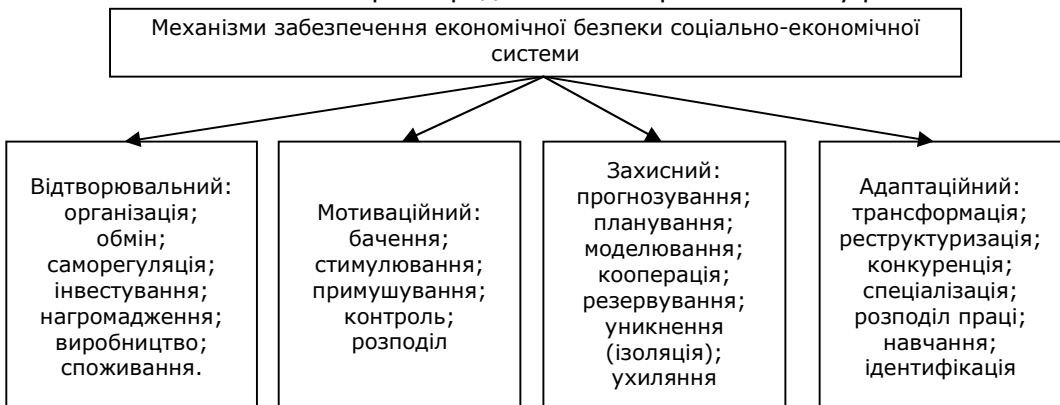 Механізми забезпечення економічної безпеки соціально-економічної
системи
Відтворювальний:
організація;
обмін;
саморегуляція;
інвестування;
нагромадження;
виробництво;
споживання.
Мотиваційний:
бачення;
стимулювання;
примушування;
контроль;
розподіл
Захисний:
прогнозування;
планування;
моделювання;
кооперація;
резервування;
уникнення
(ізоляція);
ухиляння
Адаптаційний:
трансформація;
реструктуризація;
конкуренція;
спеціалізація;
розподіл праці;
навчання;
ідентифікація